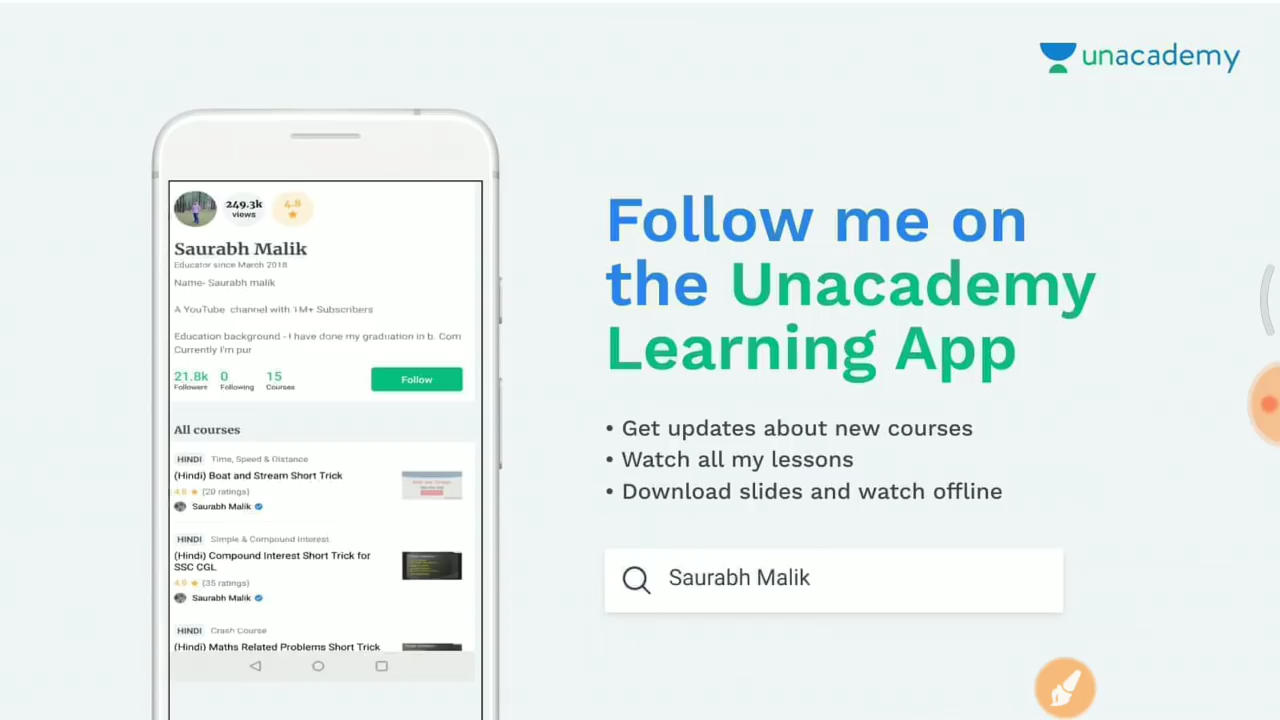 unacademy
249.3k
views
4.8
Saurabh Malik
Educator since March 2018
Name- Saurabh malik
A YouTube channel with 1M+ Subscribers
Education background - I have done my graduation in b. Com
Currently I'm pur
21.8k 0 15
Followers Following Courses
Follow
All courses
HINDI Time, Speed & Distance
(Hindi) Boat and Stream Short Trick
4.8 ★ (20 ratings)
Saurabh Malik
HINDI Simple & Compound Interest
(Hindi) Compound Interest Short Trick for
SSC CGL
4.9 ★ (35 ratings)
Saurabh Malik
HINDI Crash Course
(Hindi) Maths Related Problems Short Trick
Follow me on
the Unacademy
Learning App
• Get updates about new courses
• Watch all my lessons
• Download slides and watch offline
Saurabh Malik